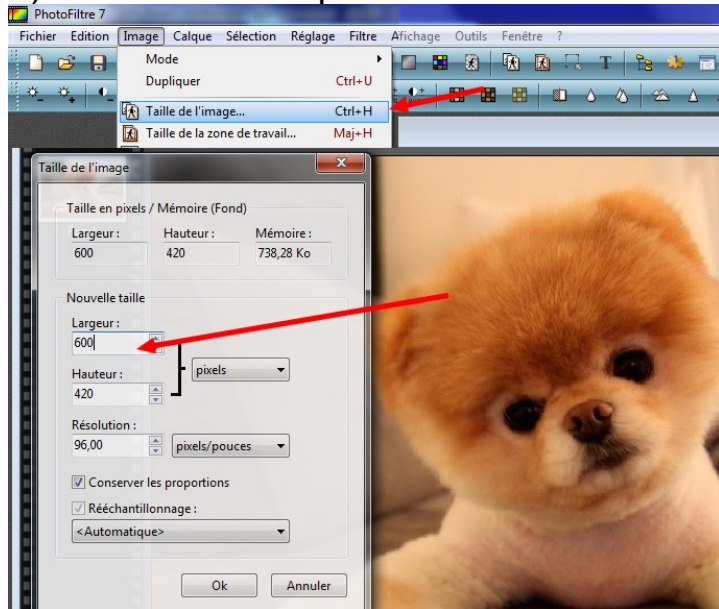 PhotoFiltre 7
Fichier Edition Image Calque Sélection Réglage Filtre Affichage Outils Fenêtre ?
Mode
Dupliquer Ctrl+U
Taille de l'image... Ctrl+H
Taille de la zone de travail... Maj+H
T
Taille de l'image
Taille en pixels / Mémoire (Fond)
Largeur : Hauteur : Mémoire :
600 420 738,28 Ko
Nouvelle taille
Largeur :
600
pixels
Hauteur :
420
Résolution :
96,00 pixels/pouces
Conserver les proportions
Rééchantillonnage :
<Automatique>
Ok Annuler